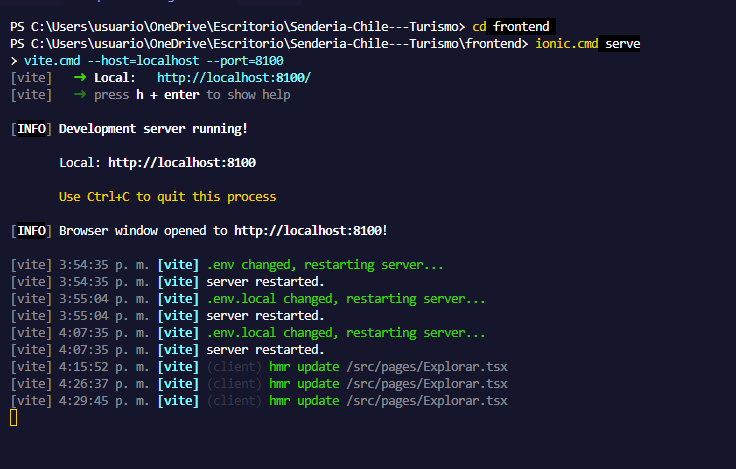 PS C:\Users\usuario\OneDrive\Escritorio\Senderia-Chile---Turismo> cd frontend
PS C:\Users\usuario\OneDrive\Escritorio\Senderia-Chile---Turismo\frontend> ionic.cmd serve
> vite.cmd --host=localhost --port=8100
[vite]   ➜ Local:   http://localhost:8100/
[vite]   ➜ press h + enter to show help
[INFO] Development server running!
Local: http://localhost:8100
Use Ctrl+C to quit this process
[INFO] Browser window opened to http://localhost:8100!
[vite] 3:54:35 p. m. [vite] .env changed, restarting server...
[vite] 3:54:35 p. m. [vite] server restarted.
[vite] 3:55:04 p. m. [vite] .env.local changed, restarting server...
[vite] 3:55:04 p. m. [vite] server restarted.
[vite] 4:07:35 p. m. [vite] .env.local changed, restarting server...
[vite] 4:07:35 p. m. [vite] server restarted.
[vite] 4:15:52 p. m. [vite] (client) hmr update /src/pages/Explorar.tsx
[vite] 4:26:37 p. m. [vite] (client) hmr update /src/pages/Explorar.tsx
[vite] 4:29:45 p. m. [vite] (client) hmr update /src/pages/Explorar.tsx